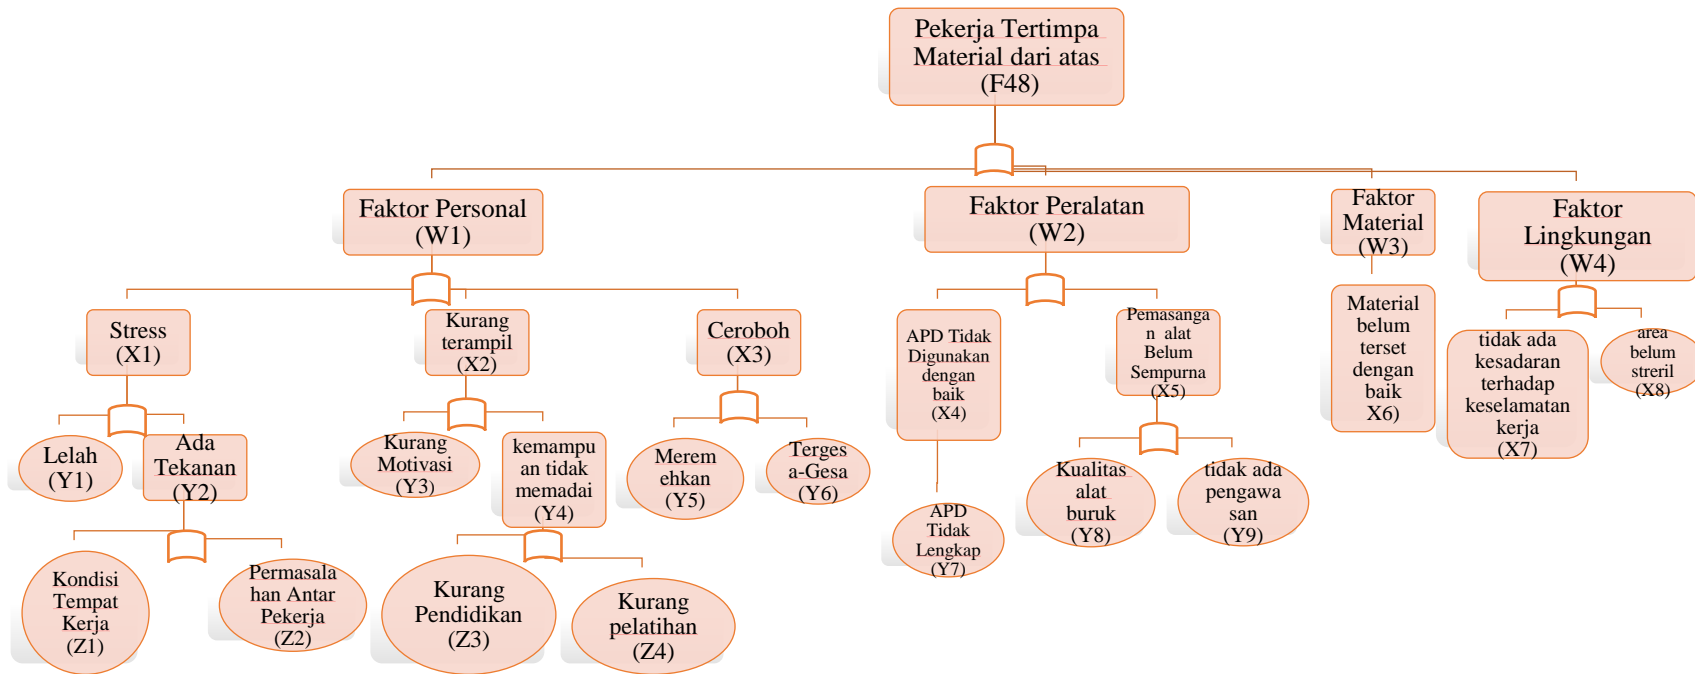 Pekerja Tertimpa
Material dari atas
(F48)
Faktor Personal
(W1)
Faktor Peralatan
(W2)
Faktor
Material
(W3)
Faktor
Lingkungan
(W4)
Stress
(X1)
Kurang
terampil
(X2)
Ceroboh
(X3)
APD Tidak
Digunakan
dengan
baik
(X4)
Pemasanga
n alat
Belum
Sempurna
(X5)
Material
belum
terset
dengan
baik
X6)
tidak ada
kesadaran
terhadap
keselamatan
kerja
(X7)
area
belum
streril
(X8)
Lelah
(Y1)
Ada
Tekanan
(Y2)
Kurang
Motivasi
(Y3)
kemampu
an tidak
memadai
(Y4)
Merem
ehkan
(Y5)
Terges
a-Gesa
(Y6)
APD
Tidak
Lengkap
(Y7)
Kualitas
alat
buruk
(Y8)
tidak ada
pengawa
san
(Y9)
Kondisi
Tempat
Kerja
(Z1)
Permasala
han Antar
Pekerja
(Z2)
Kurang
Pendidikan
(Z3)
Kurang
pelatihan
(Z4)